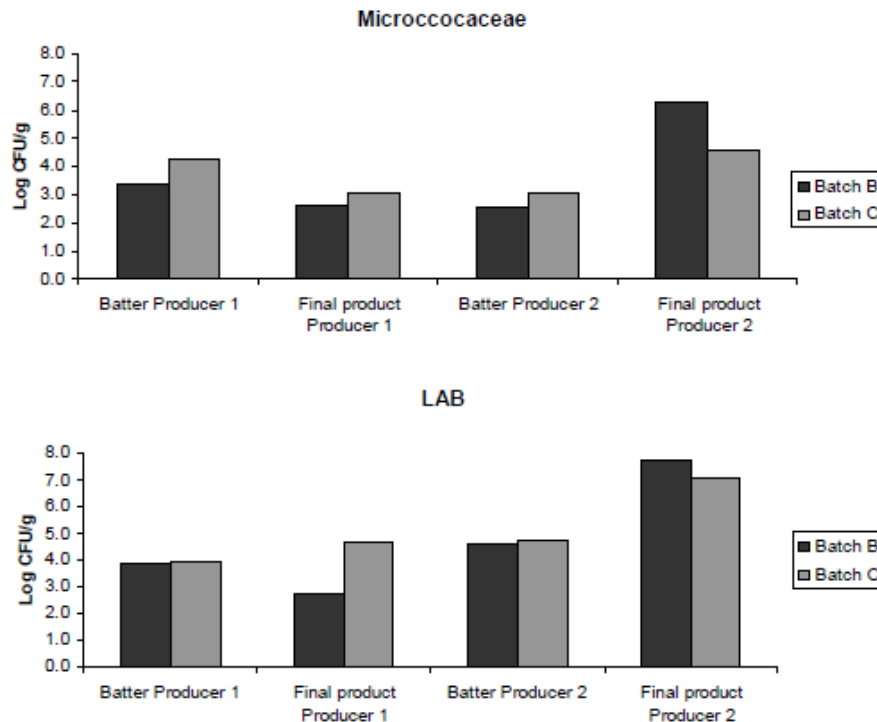 Microccocaceae
8.0
7.0
6.0
5.0
4.0
3.0
2.0
1.0
0.0
Log CFU/g
Batter Producer 1
Final product
Producer 1
Batter Producer 2
Final product
Producer 2
Batch B
Batch C
LAB
8.0
7.0
6.0
5.0
4.0
3.0
2.0
1.0
0.0
Log CFU/g
Batter Producer 1
Final product
Producer 1
Batter Producer 2
Final product
Producer 2
Batch B
Batch C